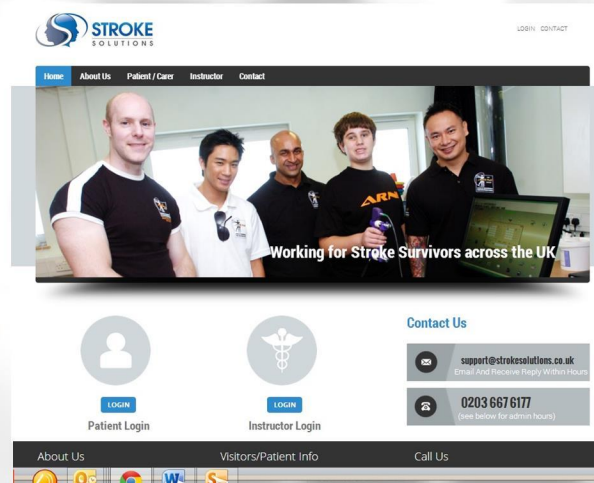 STROKE
SOLUTIONS
LOGIN CONTACT
Home About Us Patient / Carer Instructor Contact
ARN
Working for Stroke Survivors across the UK
Contact Us
support@strokesolutions.co.uk
Email And Receive Reply Within Hours
0203 667 6177
(see below for admin hours)
LOGIN
Patient Login
LOGIN
Instructor Login
About Us
Visitors/Patient Info
Call Us